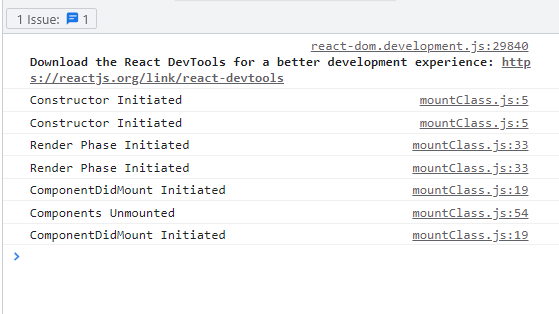 1 Issue: 1
react-dom.development.js:29840
Download the React DevTools for a better development experience: http
s://reactjs.org/link/react-devtools
Constructor Initiated mountClass.js:5
Constructor Initiated mountClass.js:5
Render Phase Initiated mountClass.js:33
Render Phase Initiated mountClass.js:33
ComponentDidMount Initiated mountClass.js:19
Components Unmounted mountClass.js:54
ComponentDidMount Initiated mountClass.js:19